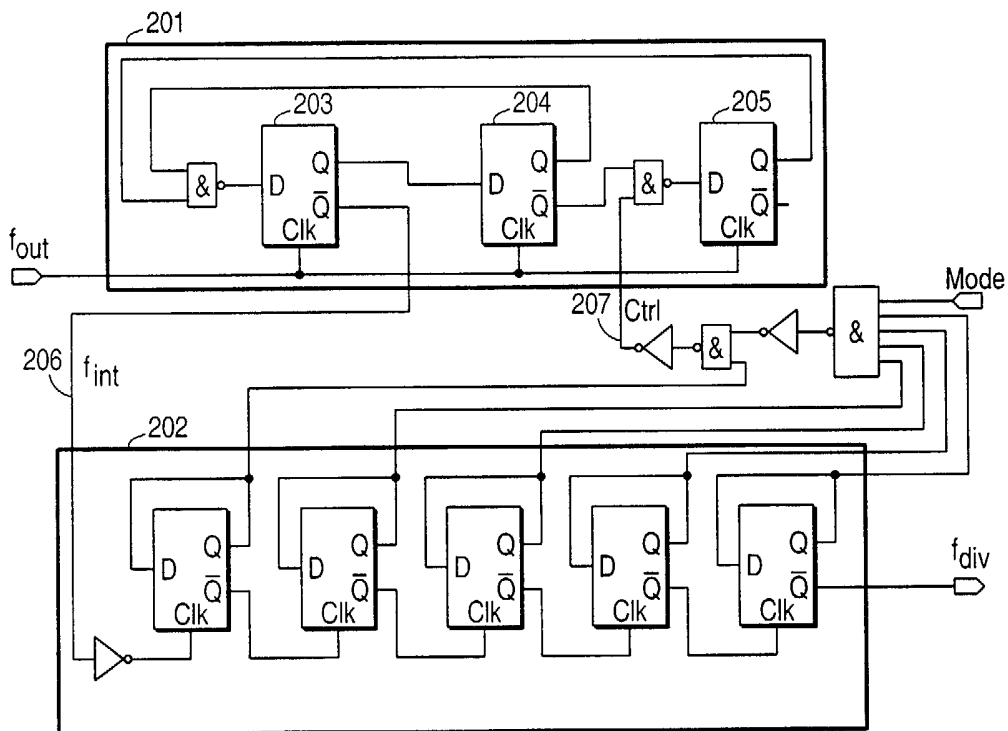 201
203
204
205
&
D
Q
Q̅
Clk
D
Q
Q̅
Clk
&
D
Q
Q̅
Clk
f_out
Mode
207
Ctrl
&
&
206
f_int
202
D
Q
Q̅
Clk
D
Q
Q̅
Clk
D
Q
Q̅
Clk
D
Q
Q̅
Clk
D
Q
Q̅
Clk
f_div